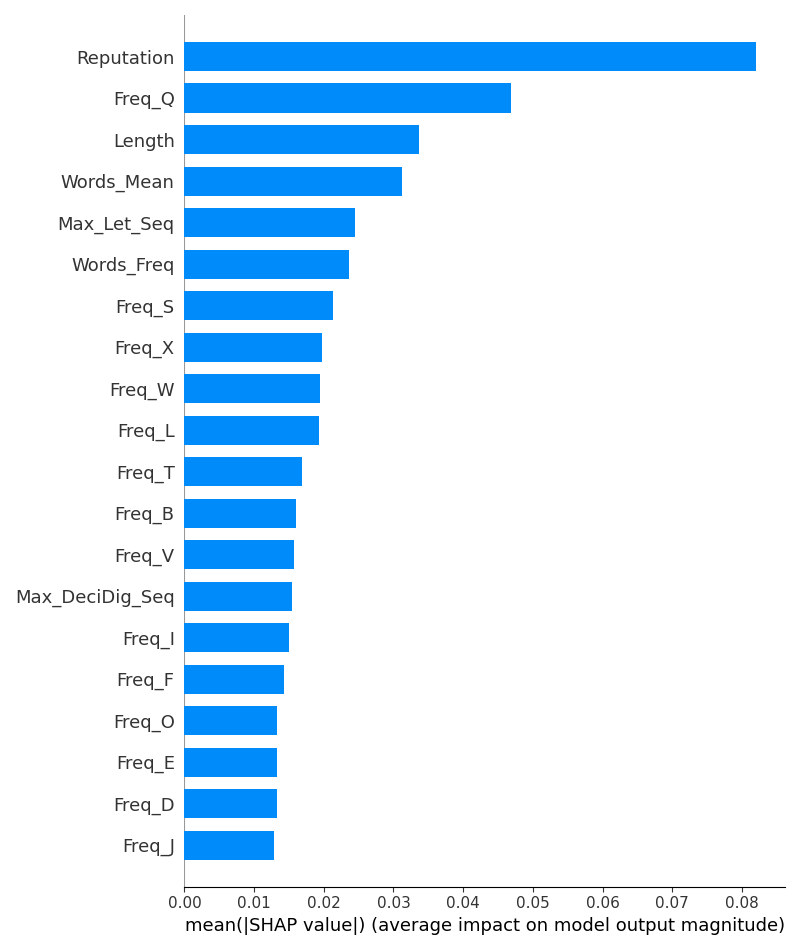 Reputation
Freq_Q
Length
Words_Mean
Max_Let_Seq
Words_Freq
Freq_S
Freq_X
Freq_W
Freq_L
Freq_T
Freq_B
Freq_V
Max_DeciDig_Seq
Freq_I
Freq_F
Freq_O
Freq_E
Freq_D
Freq_J
0.00 0.01 0.02 0.03 0.04 0.05 0.06 0.07 0.08
mean(|SHAP value|) (average impact on model output magnitude)